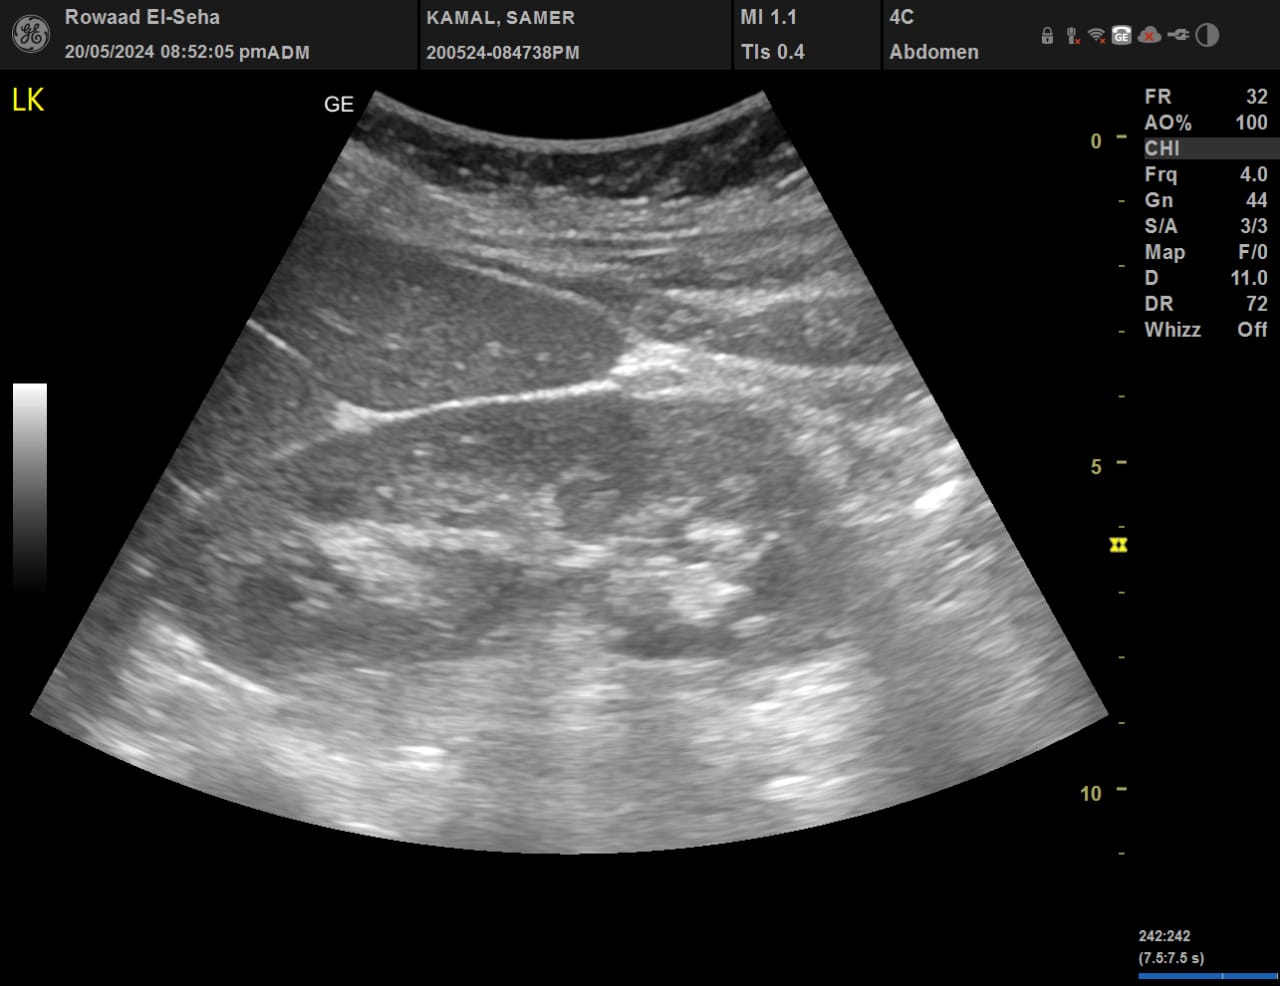 Rowaad El-Seha
20/05/2024 08:52:05 pmADM
KAMAL, SAMER
200524-084738PM
MI 1.1
TIs 0.4
4C
Abdomen
GE
LK
GE
FR 32
AO% 100
CHI
Frq 4.0
Gn 44
S/A 3/3
Map F/0
D 11.0
DR 72
Whizz Off
0
5
10
242:242
(7.5:7.5 s)